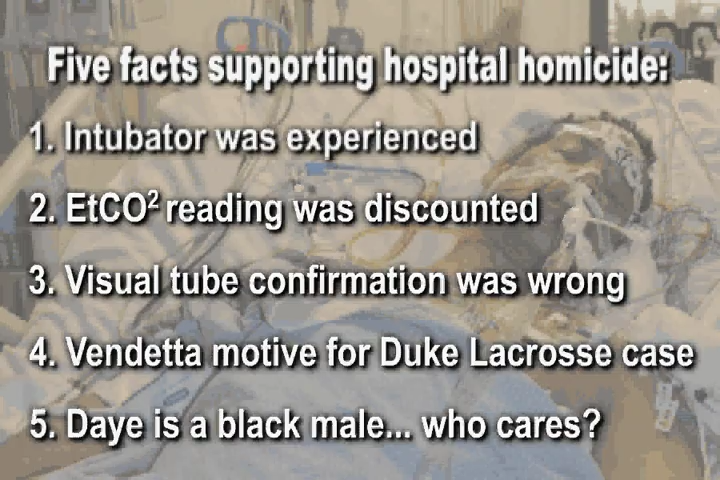 Five facts supporting hospital homicide:
1. Intubator was experienced
2. EtCO² reading was discounted
3. Visual tube confirmation was wrong
4. Vendetta motive for Duke Lacrosse case
5. Daye is a black male... who cares?